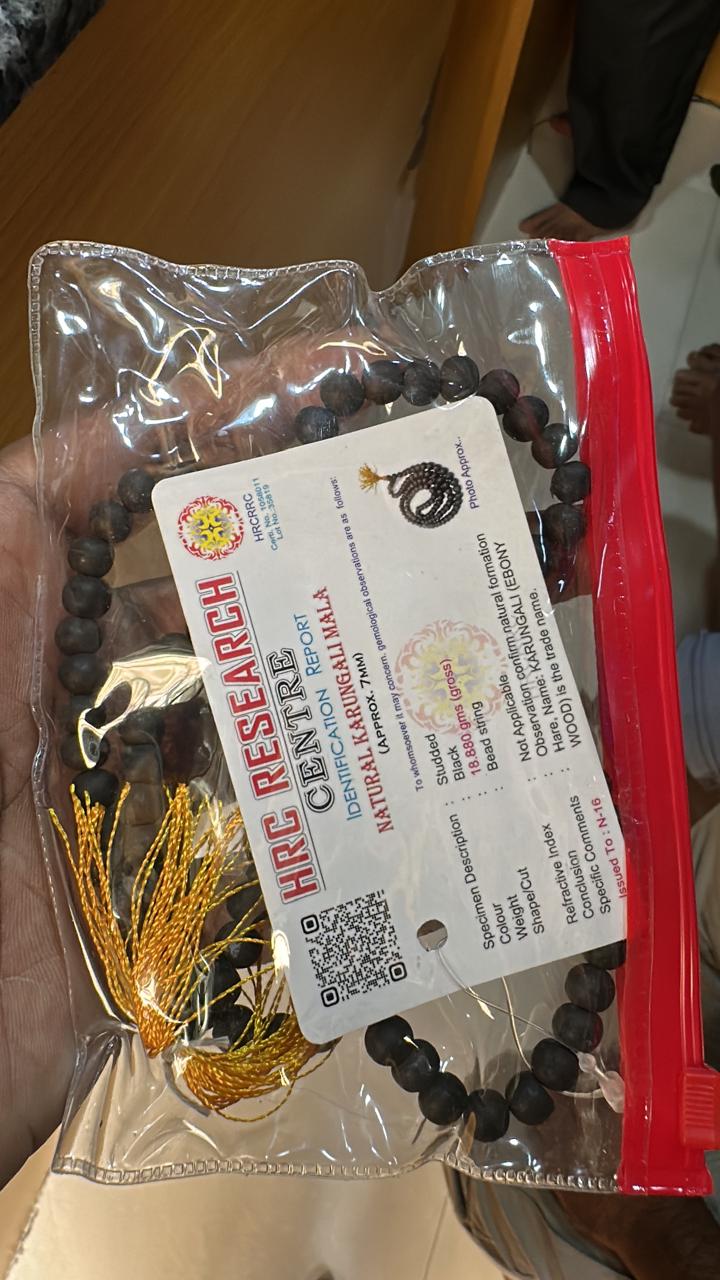 HRC RESEARCH
CENTRE
IDENTIFICATION REPORT
NATURAL KARUNGALI MALA
(APPROX. 7MM)
HRCRRC
Certi. No. 1058011
Lot No.:35819
To whomsoever it may concern. gemological observations are as follows:
Photo Approx..
Specimen Description : Studded
Colour : Black
Weight : 18.880 gms (gross)
Shape/Cut : Bead string
Refractive Index : Not Applicable
Conclusion : Observation confirm natural formation
Specific Comments : Hare, Name: KARUNGALI (EBONY
WOOD) is the trade name.
Issued To : N-16